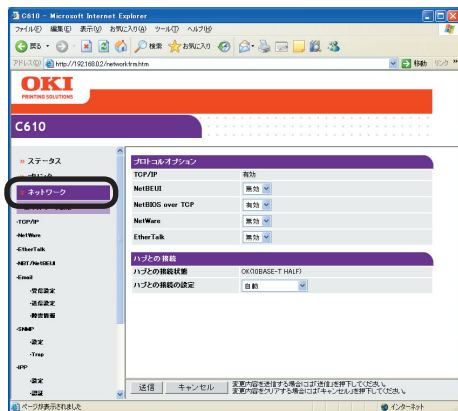 C610 - Microsoft Internet Explorer
ファイル(F) 編集(E) 表示(V) お気に入り(A) ツール(T) ヘルプ(H)
戻る 検索 お気に入り
アドレス(D) http://192.168.0.2/networkfrm.htm 移動 リンク »
OKI
PRINTING SOLUTIONS
C610
» ステータス
» ネットワーク
-TCP/IP
-NetWare
-EtherTalk
-NBT/NetBEUI
-Email
-受信設定
-送信設定
-障害情報
-SNMP
-設定
-Trap
-IPP
-設定
-認証
プロトコルオプション
TCP/IP 有効
NetBEUI 無効
NetBIOS over TCP 有効
NetWare 無効
EtherTalk 無効
ハブとの接続
ハブとの接続状態 OK(10BASE-T HALF)
ハブとの接続の設定 自動
送信 キャンセル 変更内容を送信する場合には「送信」を押下してください。
変更内容をクリアする場合には「キャンセル」を押下してください。
ページが表示されました インターネット